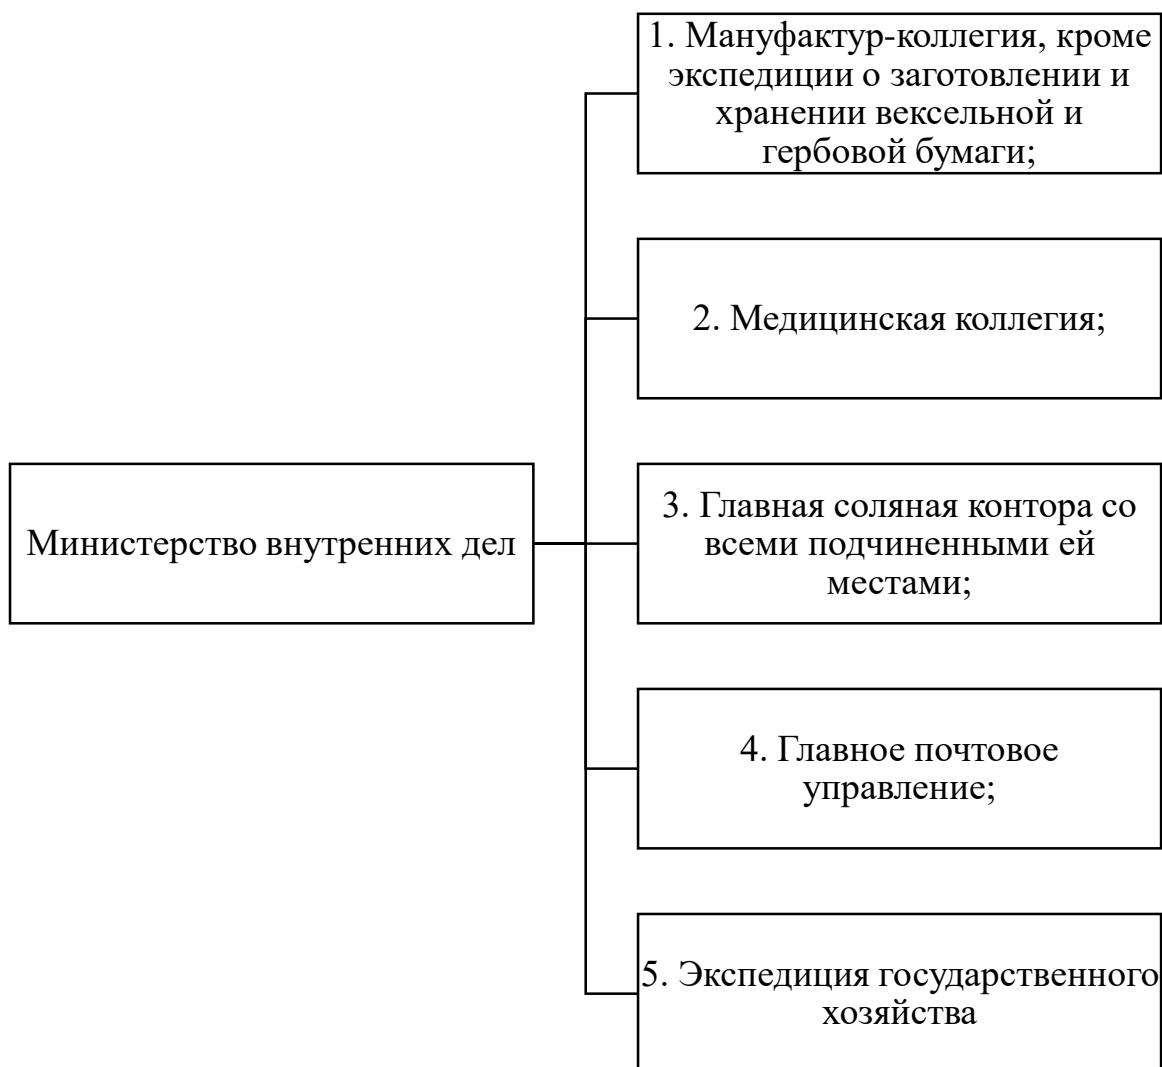 1. Мануфактур-коллегия, кроме
экспедиции о заготовлении и
хранении вексельной и
гербовой бумаги;
2. Медицинская коллегия;
Министерство внутренних дел
3. Главная соляная контора со
всеми подчиненными ей
местами;
4. Главное почтовое
управление;
5. Экспедиция государственного
хозяйства